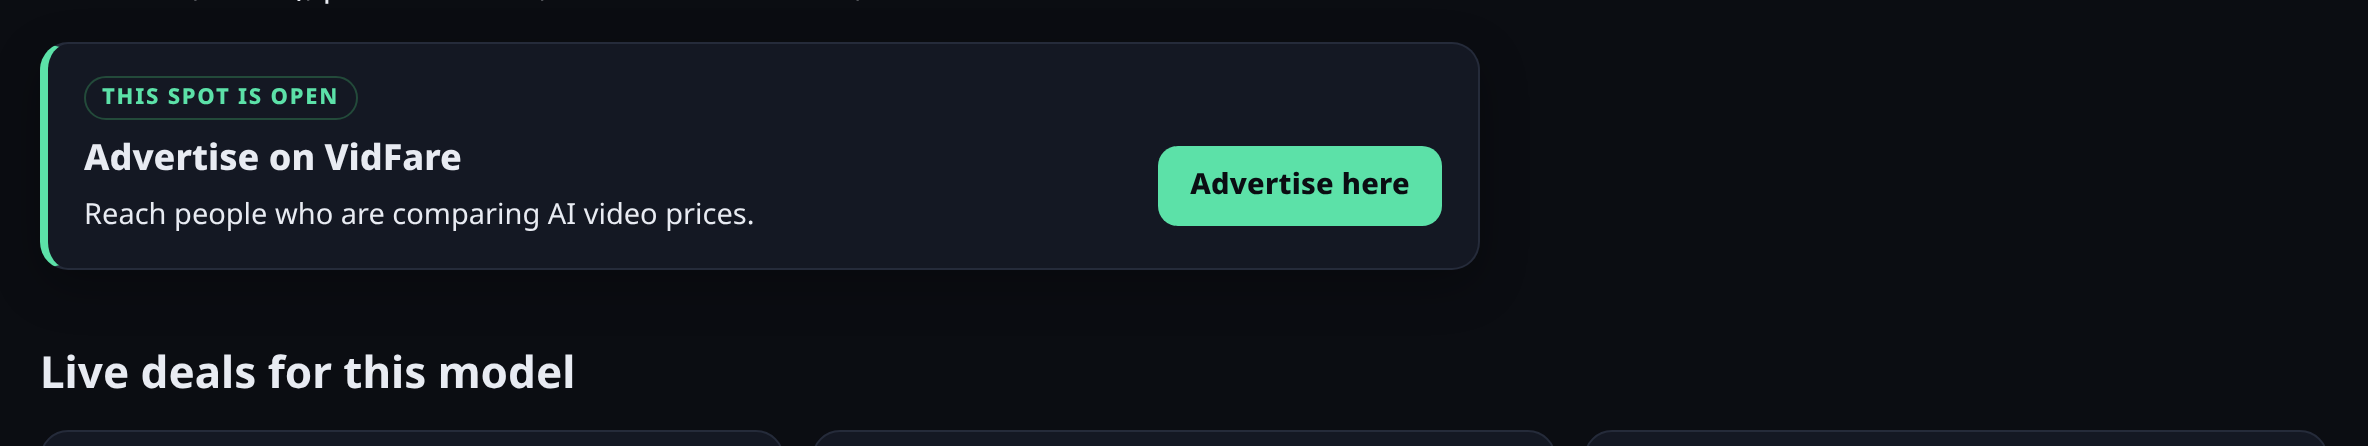 THIS SPOT IS OPEN
Advertise on VidFare
Reach people who are comparing AI video prices.
Advertise here
Live deals for this model